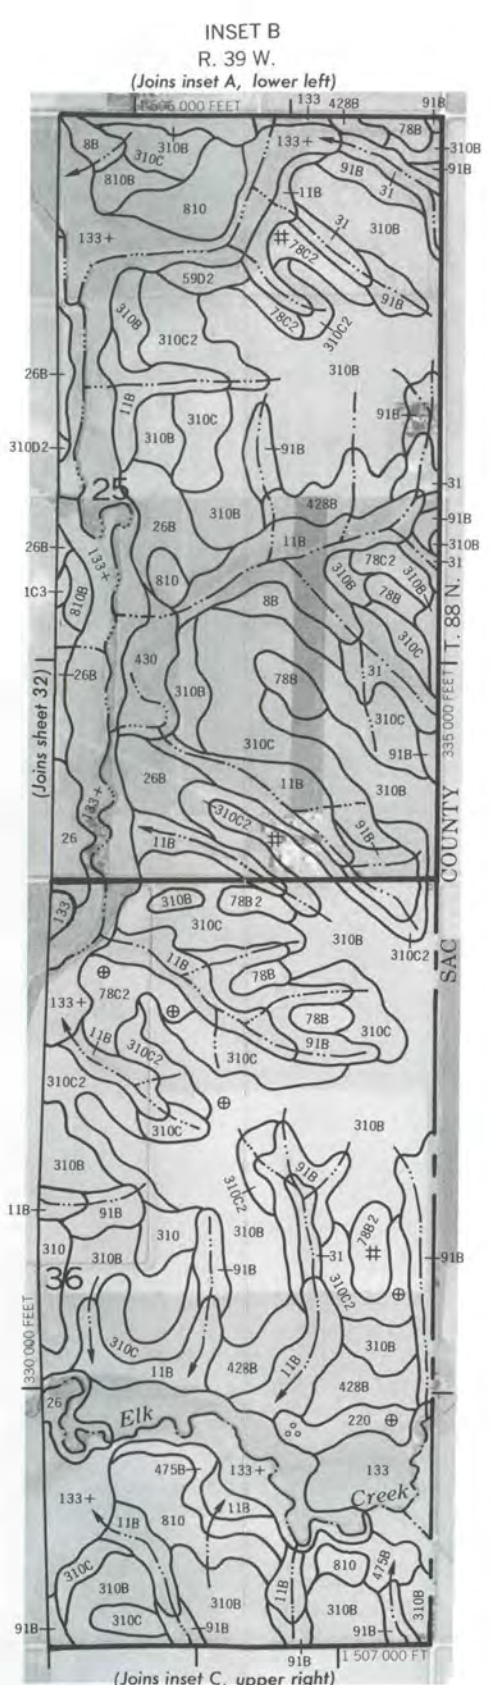 INSET B
R. 39 W.
(Joins inset A, lower left)
133 428B 91B
133+ 78B
8B 310B 310B
310C 91B 91B
810B 11B 31
810 31 310B
133+ 78C2
59D2 91B
78C2
310B 310C2
310C2
26B 310B
11B 310C 91B
310B
310D2 91B
31
25 428B
310B 91B
26B 11B 310B
26B 78C2 31
133+ 310B 310B
810 78B
1C3 8B
810B 310C
430 31
26B 78B
310B 310C
310C 91B
26B 11B 310B
133+ 310C2
91B
26 11B
133 310B 78B2
310C 310B
310C2
11B 78B
78C2
133+ 78B
11B 310C2 91B 310C
310C
310C2
310C 310B
310B 91B
310C2
11B 91B 78B2
310 310 310B
310B 31 91B
36 91B 310C2
310C 310B
11B 428B 11B
428B
26 220
Elk
475B 133+ 133
Creek
133+ 11B
11B 810
810 475B
310C
310B 310B 11B 310B 310B
310C
91B 91B 91B
91B
1 507 000 FT
(Joins inset C, upper right)
(Joins sheet 32)
330 000 FEET
T. 88 N.
335 000 FEET
SAC COUNTY